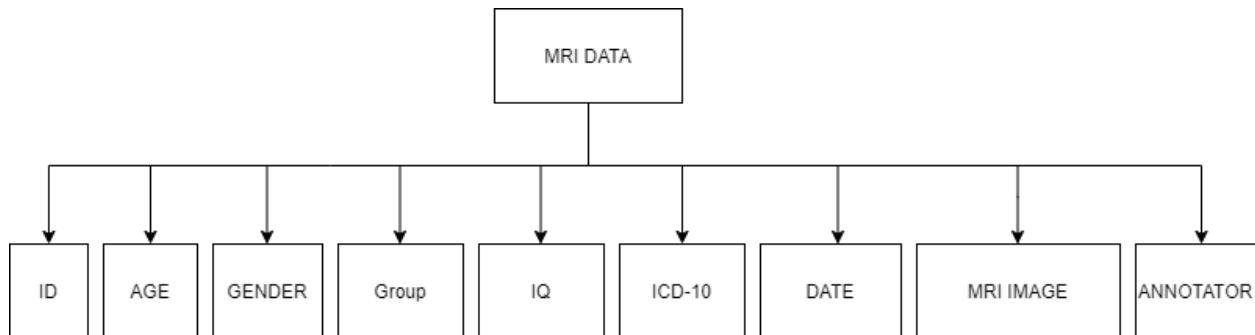 MRI DATA
ID
AGE
GENDER
Group
IQ
ICD-10
DATE
MRI IMAGE
ANNOTATOR